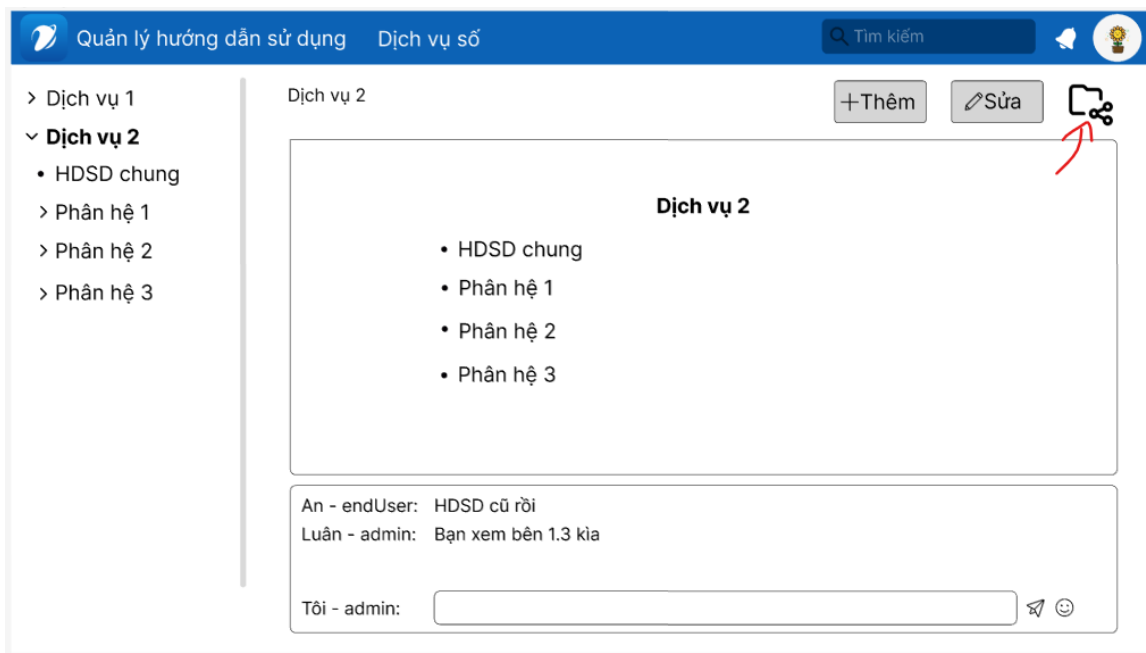 Quản lý hướng dẫn sử dụng Dịch vụ số Tìm kiếm
Dịch vụ 1
Dịch vụ 2
HDSD chung
Phân hệ 1
Phân hệ 2
Phân hệ 3
Dịch vụ 2 +Thêm Sửa
Dịch vụ 2
• HDSD chung
• Phân hệ 1
• Phân hệ 2
• Phân hệ 3
An - endUser: HDSD cũ rồi
Luân - admin: Bạn xem bên 1.3 kìa
Tôi - admin: